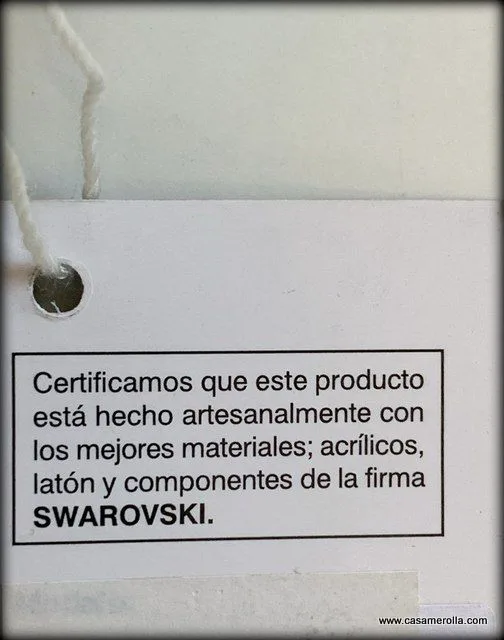 Certificamos que este producto
está hecho artesanalmente con
los mejores materiales; acrílicos,
latón y componentes de la firma
SWAROVSKI.
www.casamerolla.com